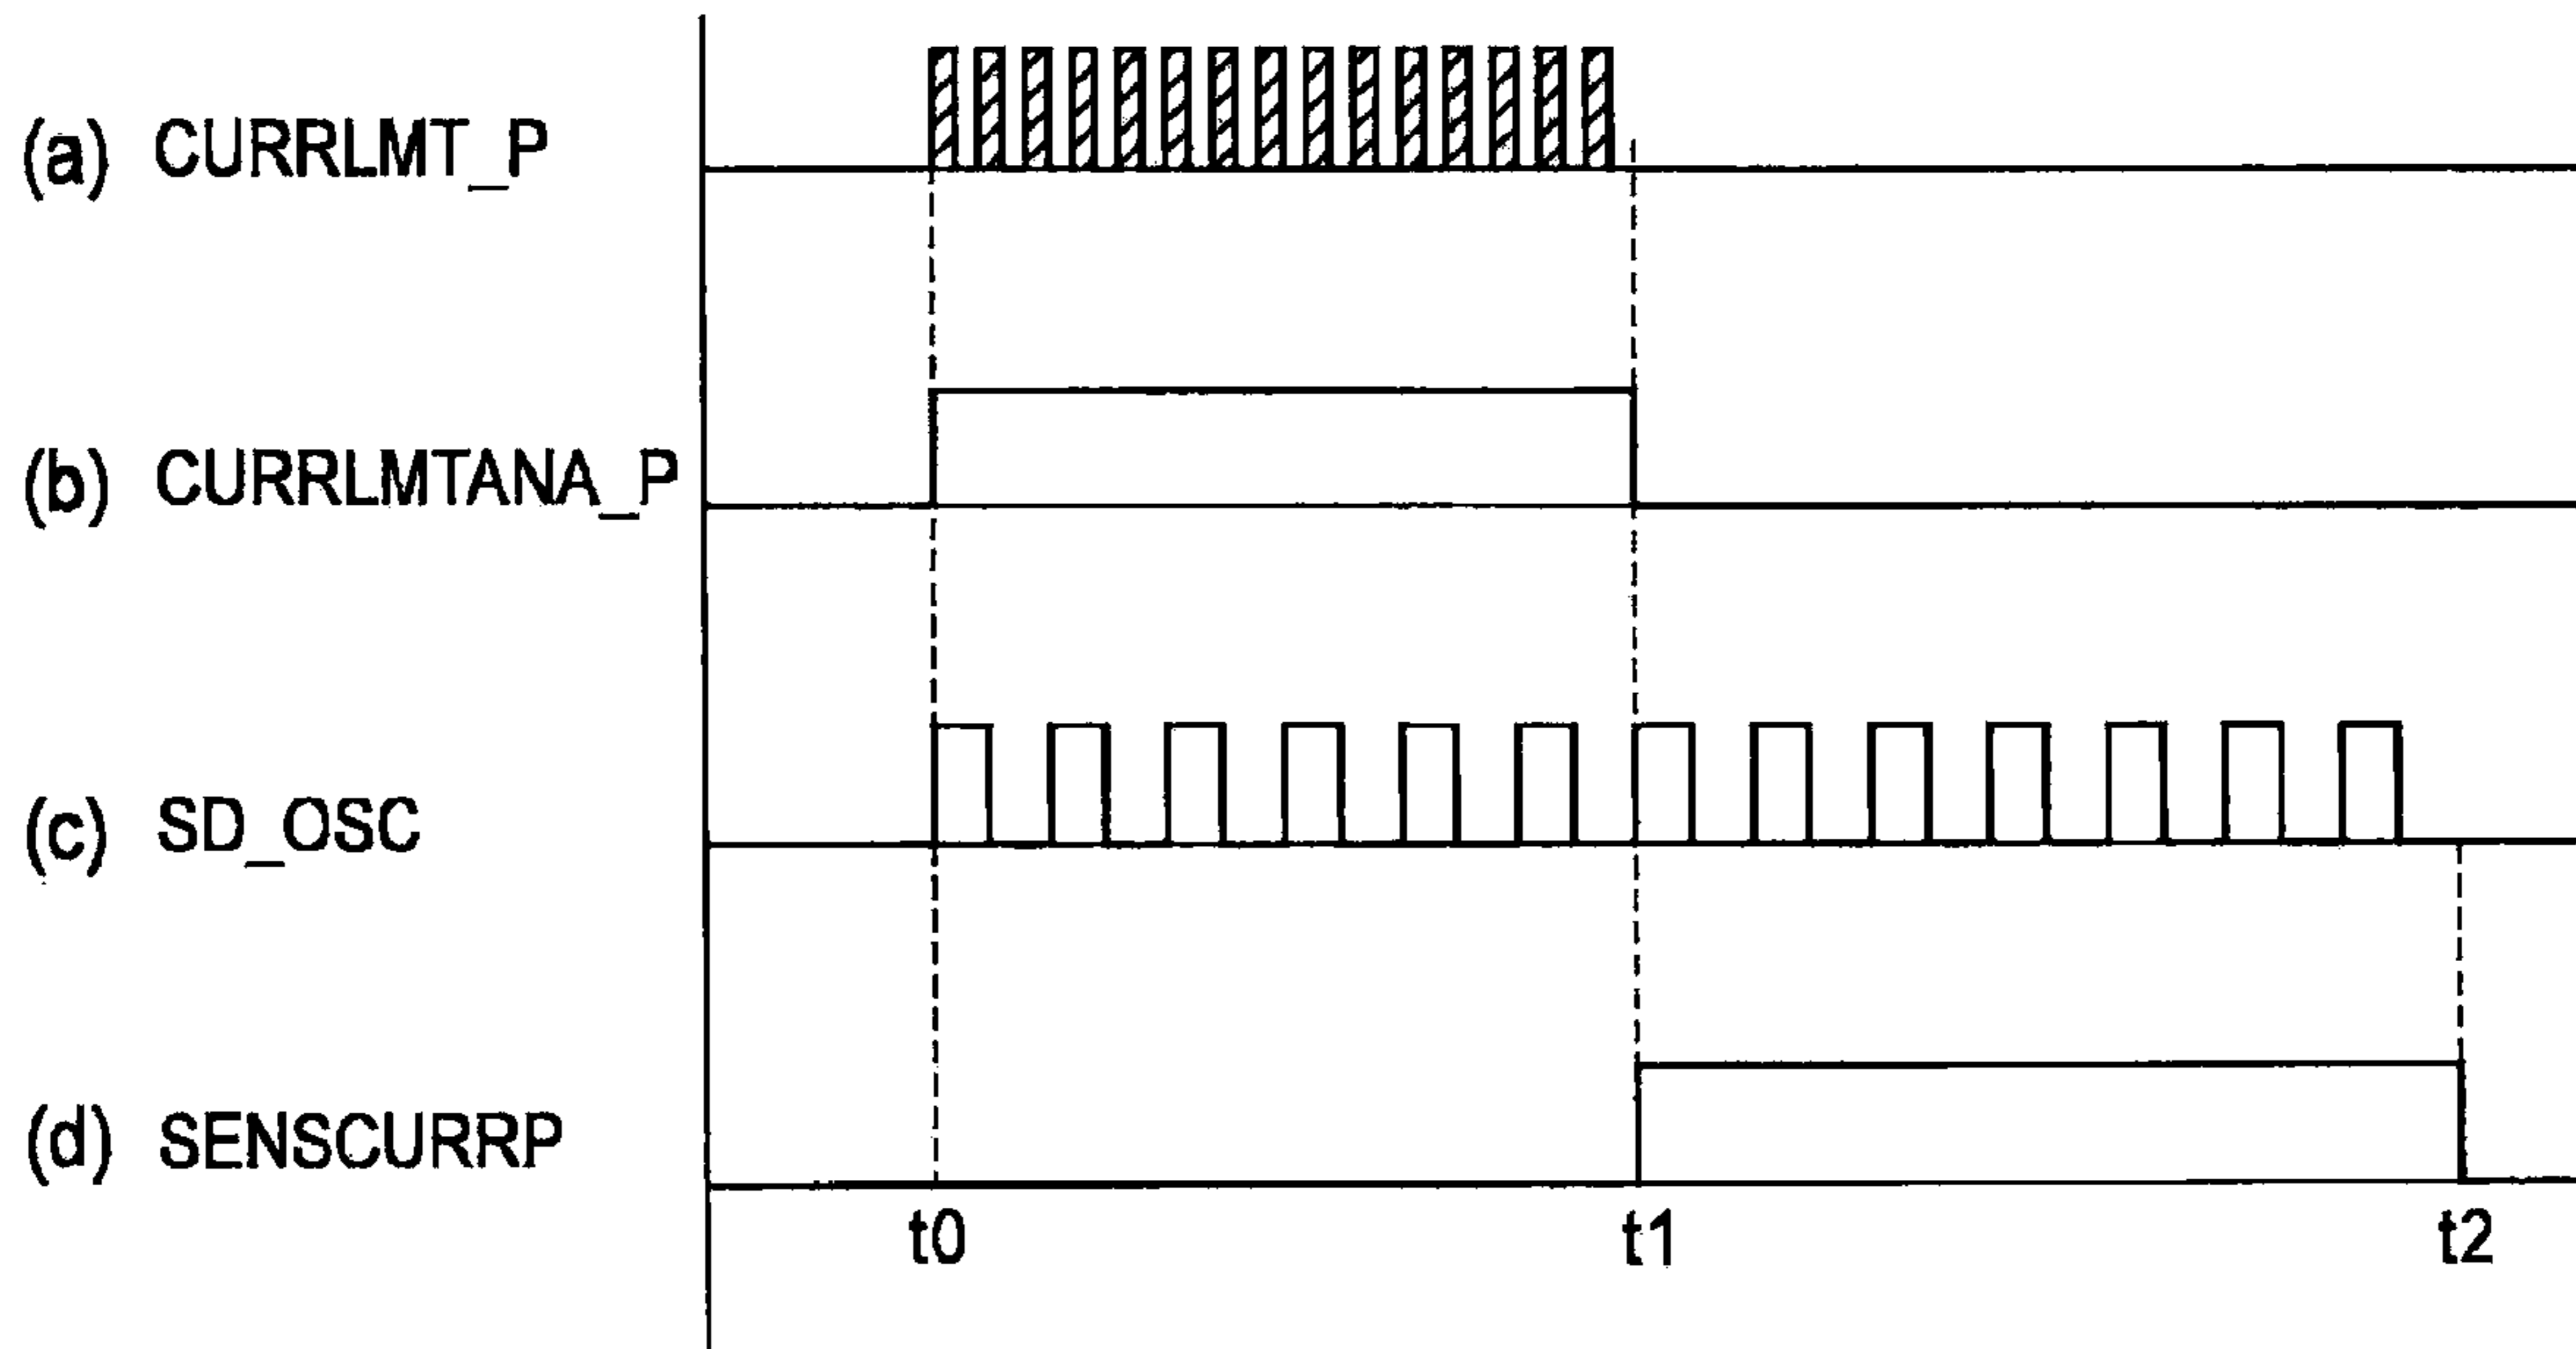 (a) CURRLMT_P
(b) CURRLMTANA_P
(c) SD_OSC
(d) SENSCURRP
t0 t1 t2